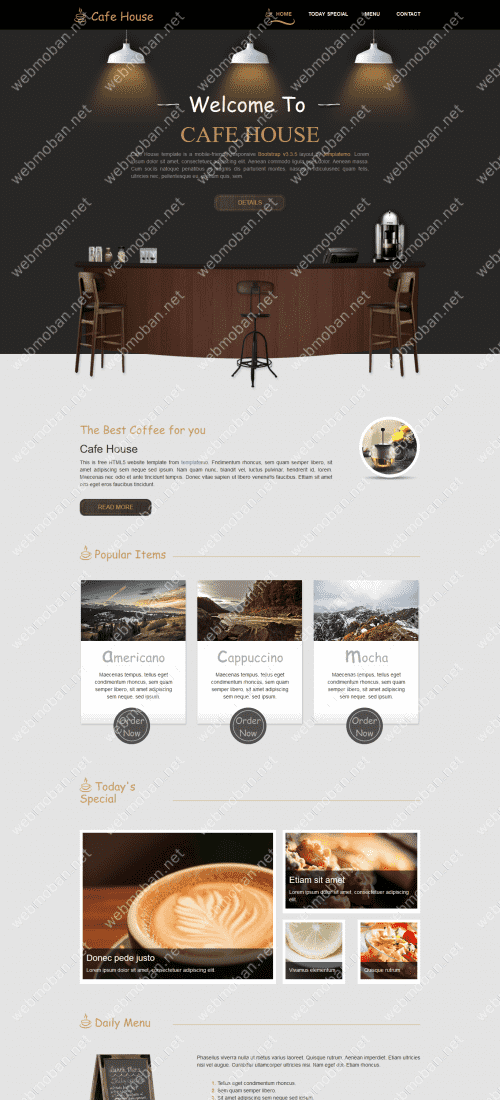 Cafe House
HOME
TODAY SPECIAL
MENU
CONTACT
Welcome To
CAFE HOUSE
Cafe House template is a mobile-friendly responsive Bootstrap v3.3.5 layout by templatemo. Lorem
ipsum dolor sit amet, consectetuer adipiscing elit. Aenean commodo ligula eget dolor. Aenean massa.
Cum sociis natoque penatibus et magnis dis parturient montes, nascetur ridiculus mus. quam felis,
ultricies nec, pellentesque eu, pretium quis, sem.
DETAILS
The Best Coffee for you
Cafe House
This is free HTML5 website template from templatemo. Fndimentum rhoncus, sem quam semper libero, sit
amet adipiscing sem neque sed ipsum. Nam quam nunc, blandit vel, luctus pulvinar, hendrerit id, lorem.
Maecenas nec odio et ante tincidunt tempus. Donec vitae sapien ut libero venenatis faucibus. Etiam sit amet
orci eget eros faucibus tincidunt.
READ MORE
Popular Items
Americano
Maecenas tempus, tellus eget
condimentum rhoncus, sem quam
semper libero, sit amet adipiscing
sem neque sed ipsum.
Order
Now
Cappuccino
Maecenas tempus, tellus eget
condimentum rhoncus, sem quam
semper libero, sit amet adipiscing
sem neque sed ipsum.
Order
Now
Mocha
Maecenas tempus, tellus eget
condimentum rhoncus, sem quam
semper libero, sit amet adipiscing
sem neque sed ipsum.
Order
Now
Today's
Special
Donec pede justo
Lorem ipsum dolor sit amet, consectetuer adipiscing elit.
Etiam sit amet
Lorem ipsum dolor sit amet, consectetuer adipiscing
elit.
Vivamus elementum
Quisque rutrum
Daily Menu
Phasellus viverra nulla ut metus varius laoreet. Quisque rutrum. Aenean imperdiet. Etiam ultricies
nisi vel augue. Curabitur ullamcorper ultricies nisi. Nam eget dui. Etiam rhoncus.
1. Tellus eget condimentum rhoncus.
2. Sem quam semper libero.
3. Sit amet adipiscing sem neque sed ipsum.
webmoban.net